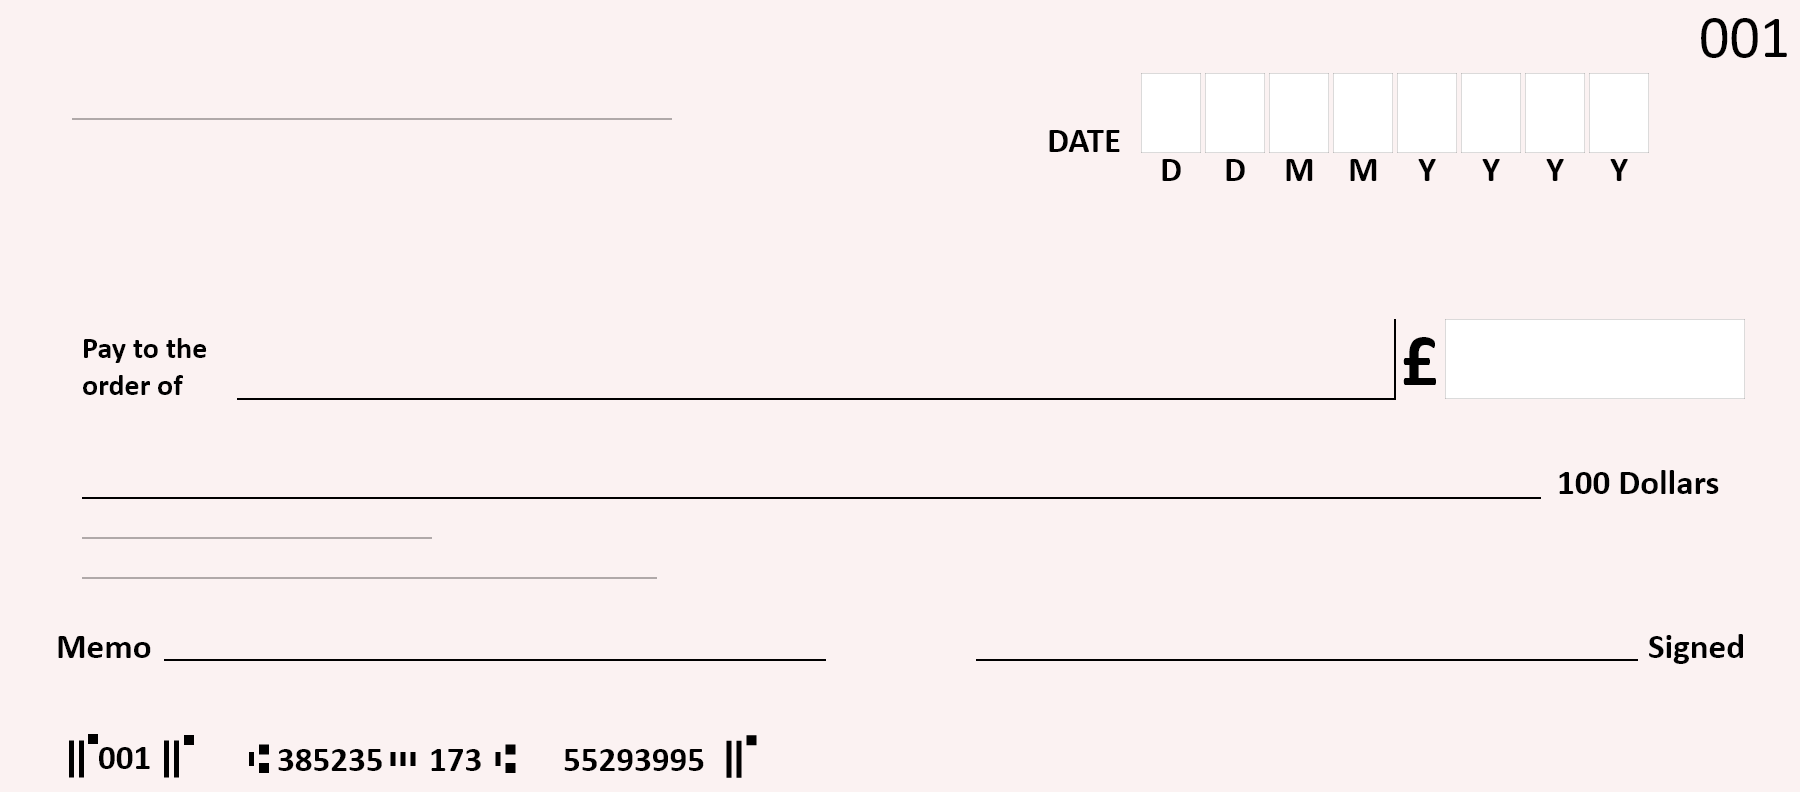 001
DATE
D D M M Y Y Y Y
Pay to the
order of
£
100 Dollars
Memo
Signed
⑈001⑈ ⑆385235⑉173⑆ 55293995⑈